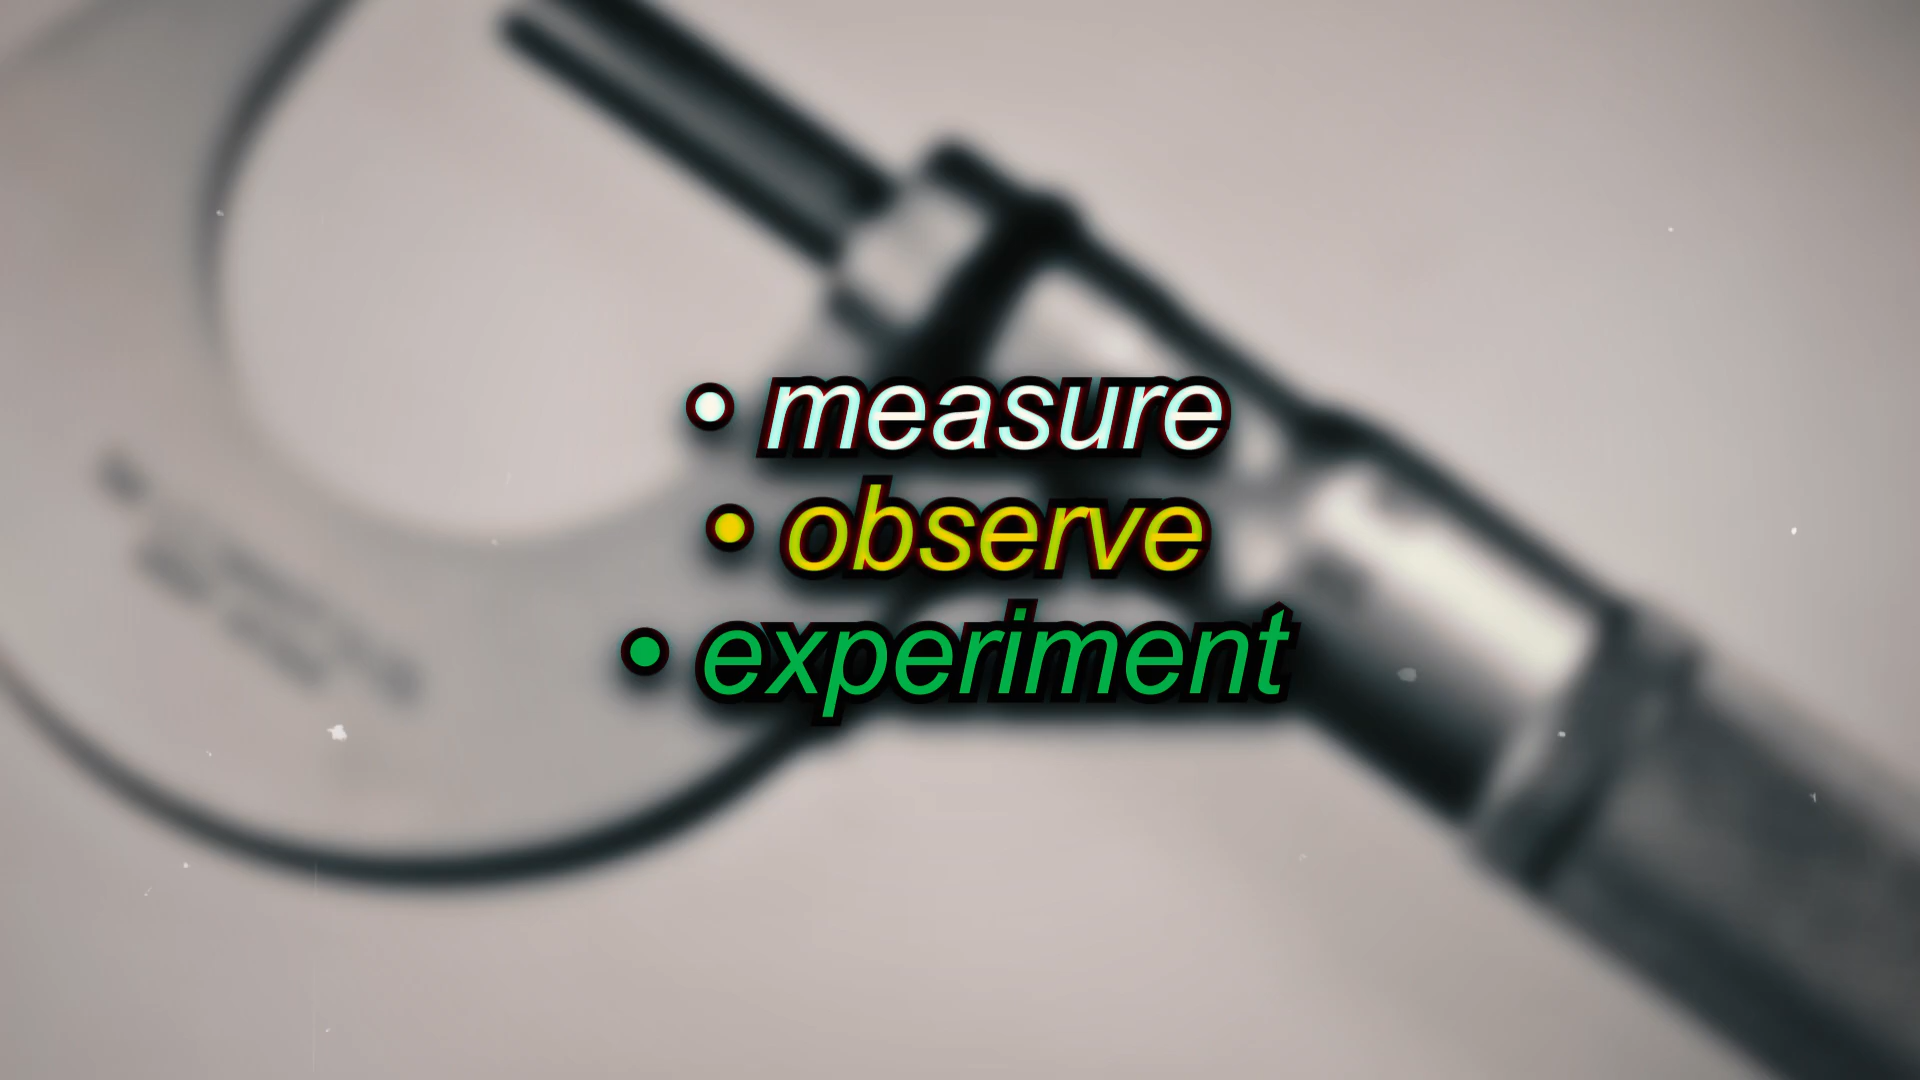 • measure
• observe
• experiment